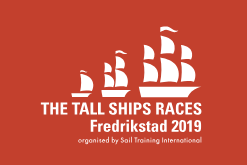 THE TALL SHIPS RACES
Fredrikstad 2019
organised by Sail Training International